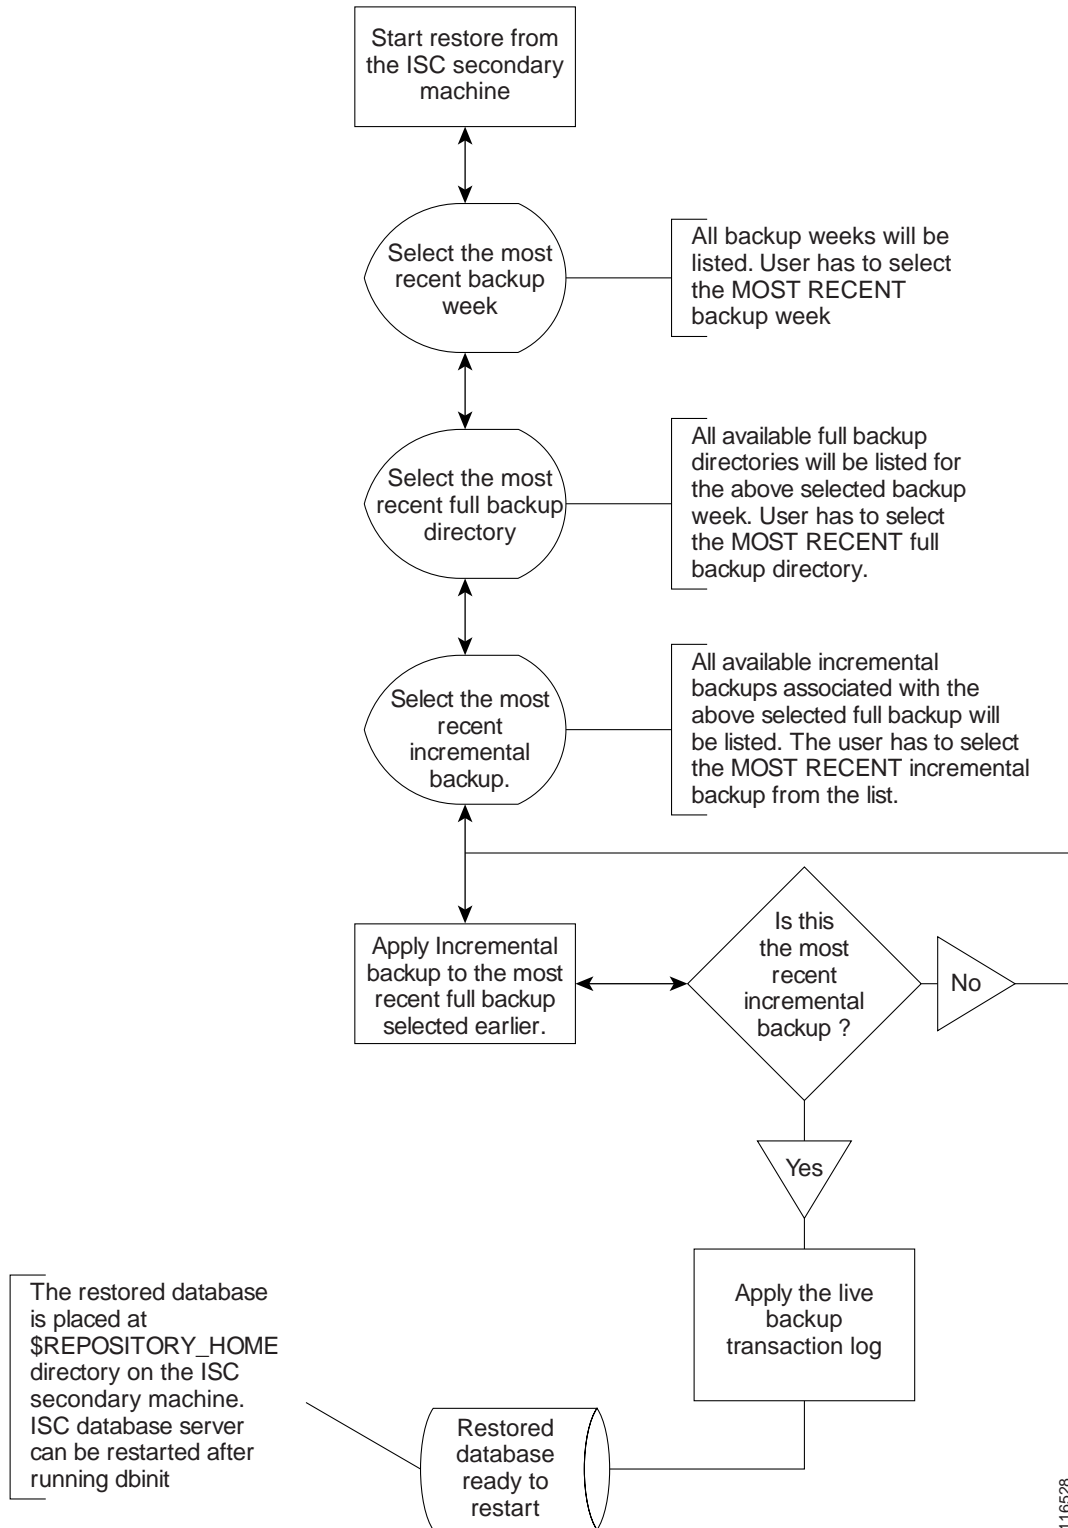 Start restore from
the ISC secondary
machine
Select the most
recent backup
week
All backup weeks will be
listed. User has to select
the MOST RECENT
backup week
Select the most
recent full backup
directory
All available full backup
directories will be listed for
the above selected backup
week. User has to select
the MOST RECENT full
backup directory.
Select the most
recent
incremental
backup.
All available incremental
backups associated with the
above selected full backup will
be listed. The user has to select
the MOST RECENT incremental
backup from the list.
Apply Incremental
backup to the most
recent full backup
selected earlier.
Is this
the most
recent
incremental
backup ?
No
Yes
Apply the live
backup
transaction log
The restored database
is placed at
$REPOSITORY_HOME
directory on the ISC
secondary machine.
ISC database server
can be restarted after
running dbinit
Restored
database
ready to
restart
116528